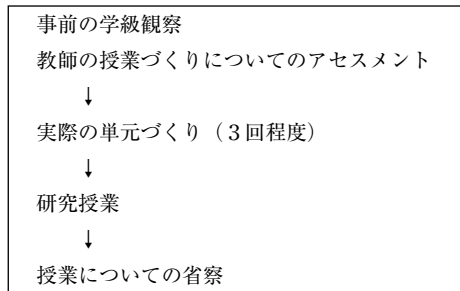 事前の学級観察
教師の授業づくりについてのアセスメント
↓
実際の単元づくり（３回程度）
↓
研究授業
↓
授業についての省察